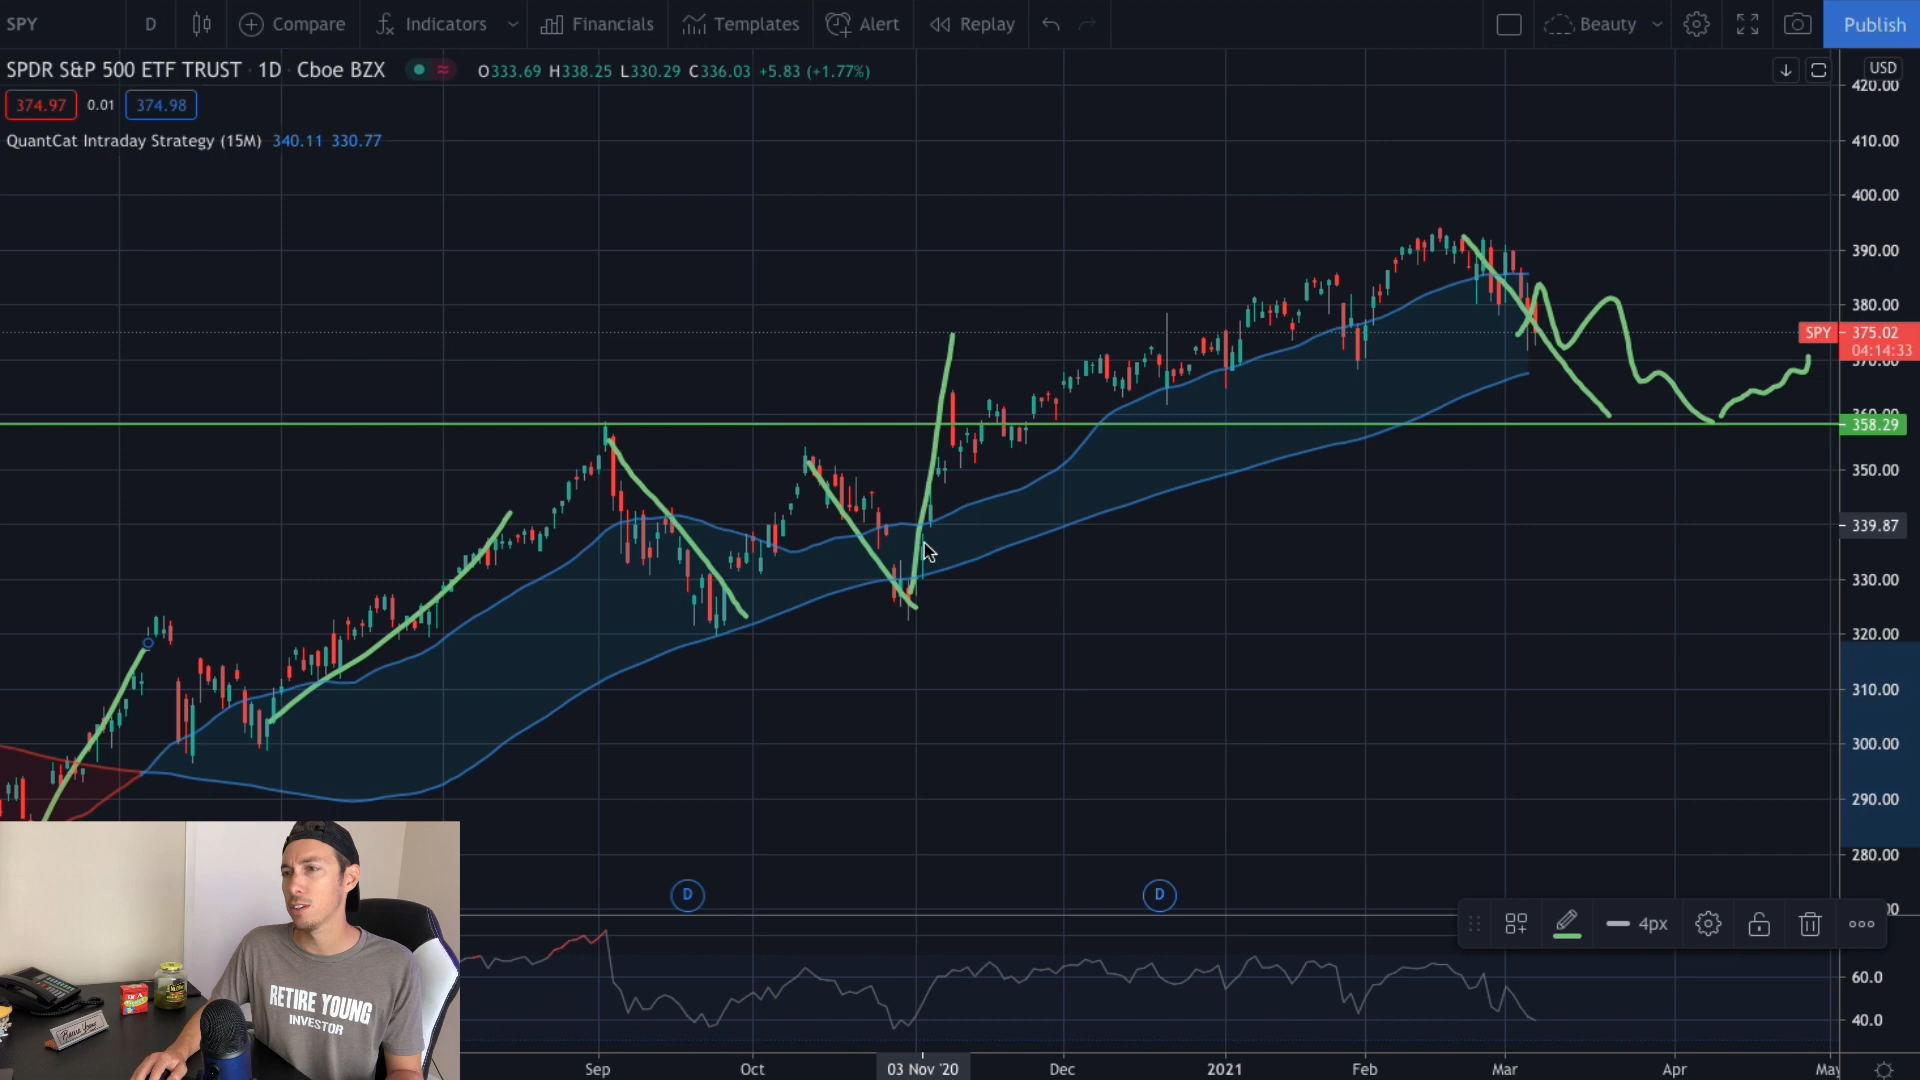 SPY D Compare Indicators Financials Templates Alert Replay Beauty Publish
SPDR S&P 500 ETF TRUST 1D Cboe BZX O333.69 H338.25 L330.29 C336.03 +5.83 (+1.77%)
USD
374.97 0.01 374.98
QuantCat Intraday Strategy (15M) 340.11 330.77
420.00
410.00
400.00
390.00
380.00
SPY 375.02
04:14:33
370.00
360.00
358.29
350.00
339.87
330.00
320.00
310.00
300.00
290.00
280.00
D D
4px
60.0
40.0
RETIRE YOUNG
INVESTOR
Sep Oct 03 Nov '20 Dec 2021 Feb Mar Apr May